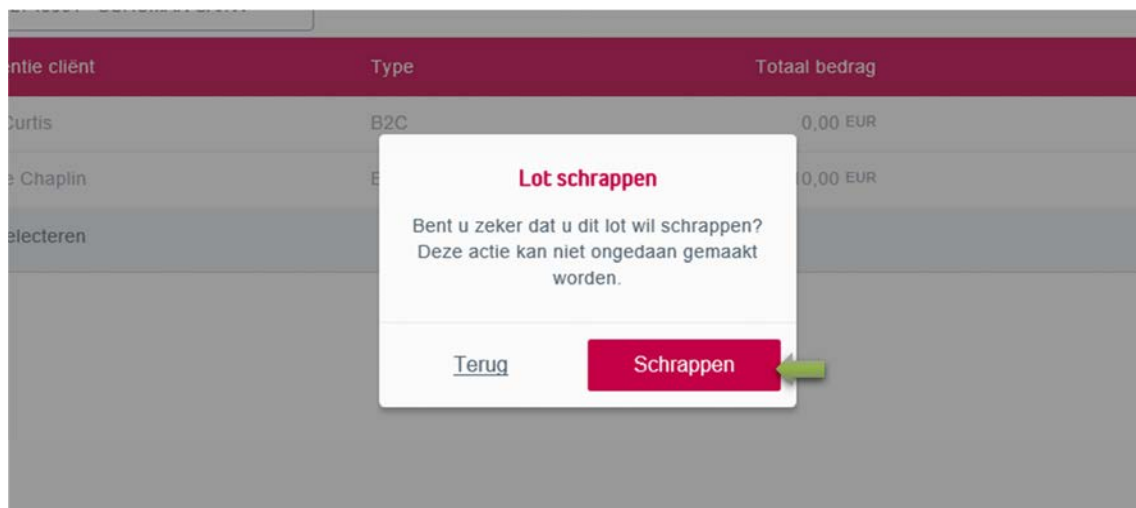 entie cliënt Type Totaal bedrag
Curtis B2C 0,00 EUR
e Chaplin 0,00 EUR
electeren
Lot schrappen
Bent u zeker dat u dit lot wil schrappen?
Deze actie kan niet ongedaan gemaakt
worden.
Terug Schrappen